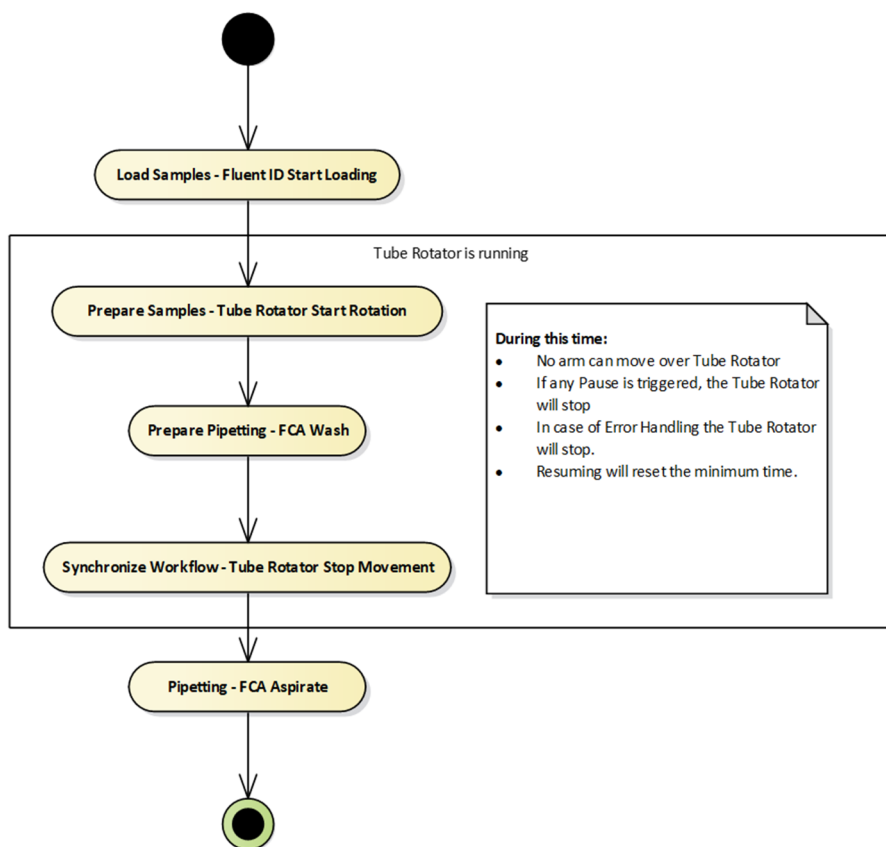 Load Samples - Fluent ID Start Loading
Tube Rotator is running
Prepare Samples - Tube Rotator Start Rotation
During this time:
• No arm can move over Tube Rotator
• If any Pause is triggered, the Tube Rotator
will stop
• In case of Error Handling the Tube Rotator
will stop.
• Resuming will reset the minimum time.
Prepare Pipetting - FCA Wash
Synchronize Workflow - Tube Rotator Stop Movement
Pipetting - FCA Aspirate